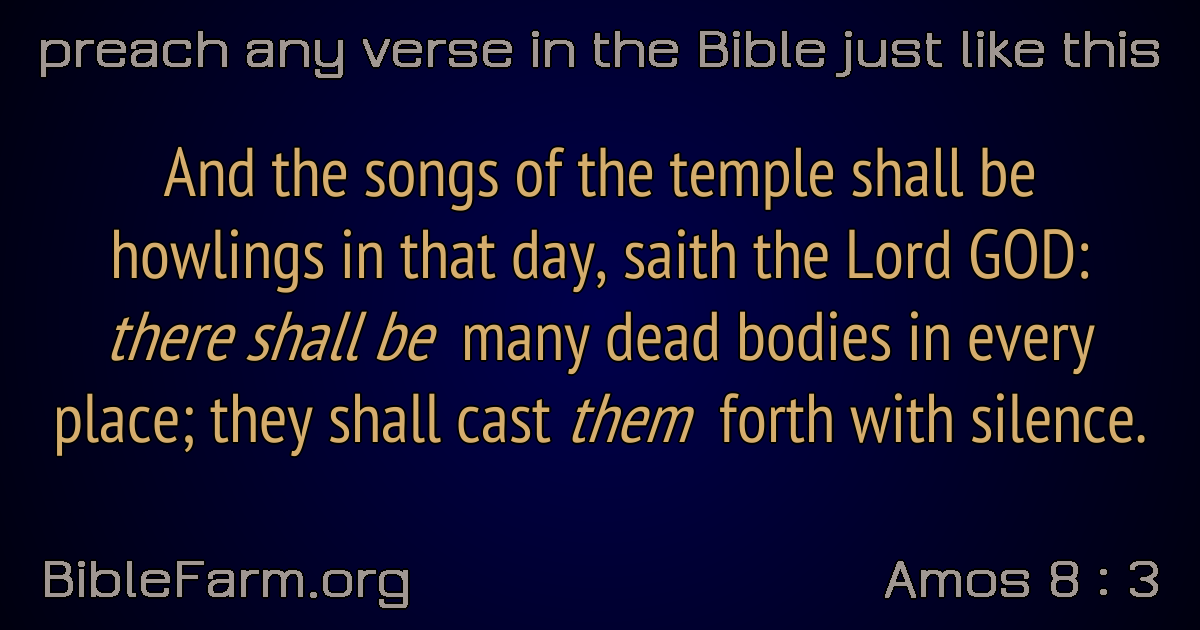 preach any verse in the Bible just like this
And the songs of the temple shall be
howlings in that day, saith the Lord GOD:
there shall be many dead bodies in every
place; they shall cast them forth with silence.
BibleFarm.org
Amos 8 : 3